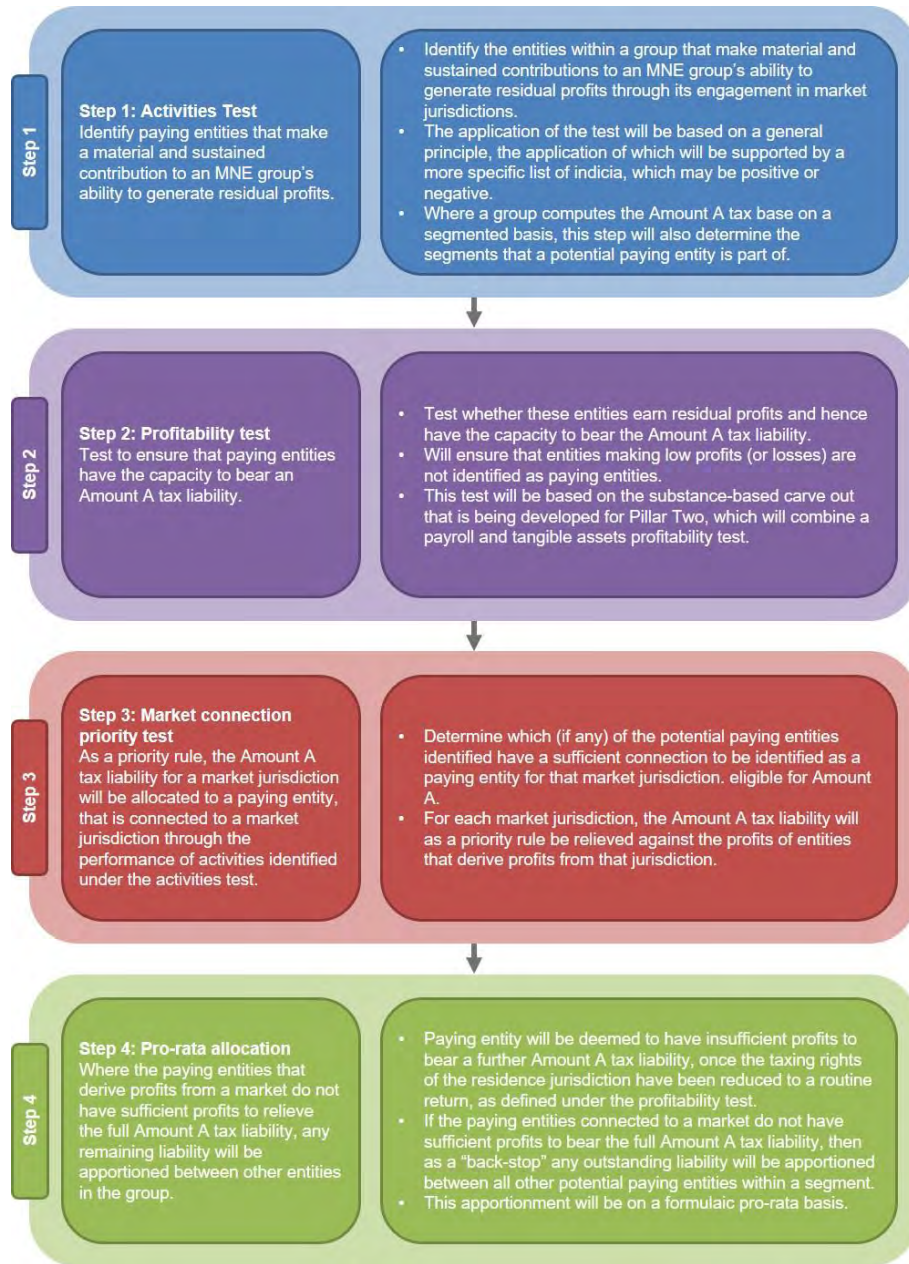 Step 1
Step 1: Activities Test
Identify paying entities that make
a material and sustained
contribution to an MNE group’s
ability to generate residual profits.
• Identify the entities within a group that make material and
sustained contributions to an MNE group’s ability to
generate residual profits through its engagement in market
jurisdictions.
• The application of the test will be based on a general
principle, the application of which will be supported by a
more specific list of indicia, which may be positive or
negative.
• Where a group computes the Amount A tax base on a
segmented basis, this step will also determine the
segments that a potential paying entity is part of.
Step 2
Step 2: Profitability test
Test to ensure that paying entities
have the capacity to bear an
Amount A tax liability.
• Test whether these entities earn residual profits and hence
have the capacity to bear the Amount A tax liability.
• Will ensure that entities making low profits (or losses) are
not identified as paying entities.
• This test will be based on the substance-based carve out
that is being developed for Pillar Two, which will combine a
payroll and tangible assets profitability test.
Step 3
Step 3: Market connection
priority test
As a priority rule, the Amount A
tax liability for a market jurisdiction
will be allocated to a paying entity,
that is connected to a market
jurisdiction through the
performance of activities identified
under the activities test.
• Determine which (if any) of the potential paying entities
identified have a sufficient connection to be identified as a
paying entity for that market jurisdiction. eligible for Amount
A.
• For each market jurisdiction, the Amount A tax liability will
as a priority rule be relieved against the profits of entities
that derive profits from that jurisdiction.
Step 4
Step 4: Pro-rata allocation
Where the paying entities that
derive profits from a market do not
have sufficient profits to relieve
the full Amount A tax liability, any
remaining liability will be
apportioned between other entities
in the group.
• Paying entity will be deemed to have insufficient profits to
bear a further Amount A tax liability, once the taxing rights
of the residence jurisdiction have been reduced to a routine
return, as defined under the profitability test.
• If the paying entities connected to a market do not have
sufficient profits to bear the full Amount A tax liability, then
as a “back-stop” any outstanding liability will be apportioned
between all other potential paying entities within a segment.
• This apportionment will be on a formulaic pro-rata basis.